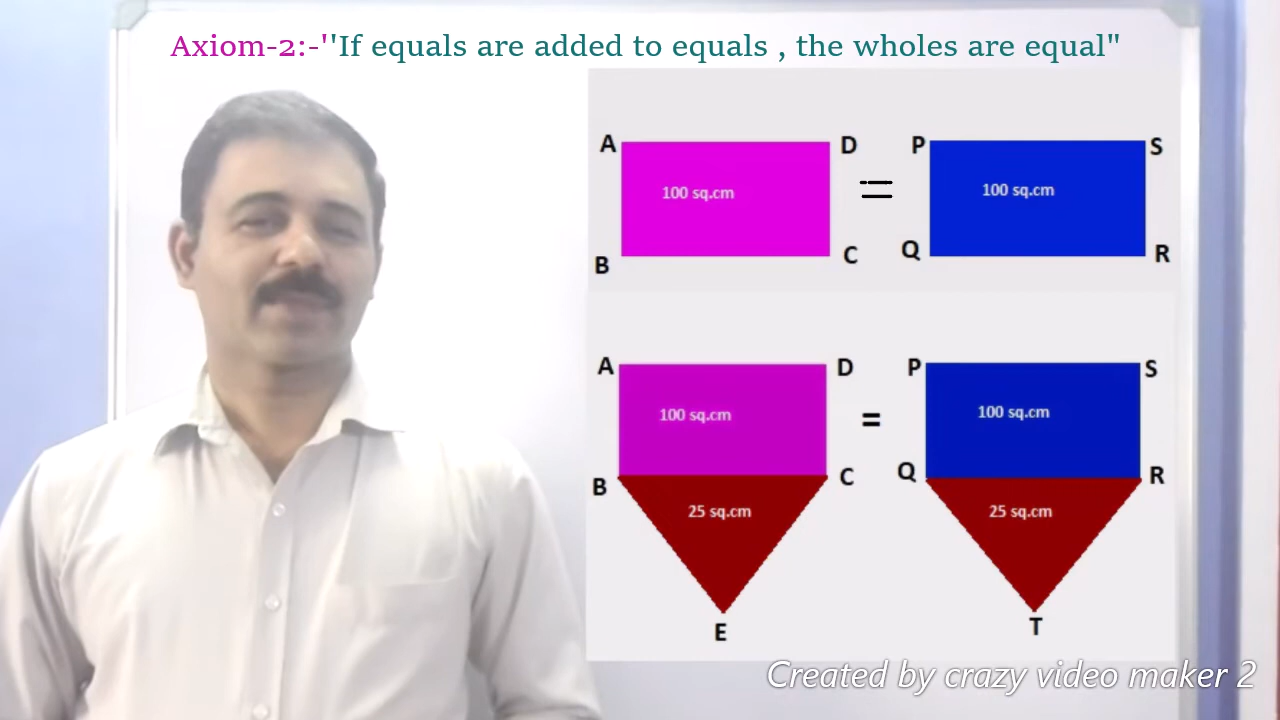 Axiom-2:-''If equals are added to equals , the wholes are equal"
A D P S
100 sq.cm = 100 sq.cm
B C Q R
A D P S
100 sq.cm = 100 sq.cm
B C Q R
25 sq.cm 25 sq.cm
E T
Created by crazy video maker 2